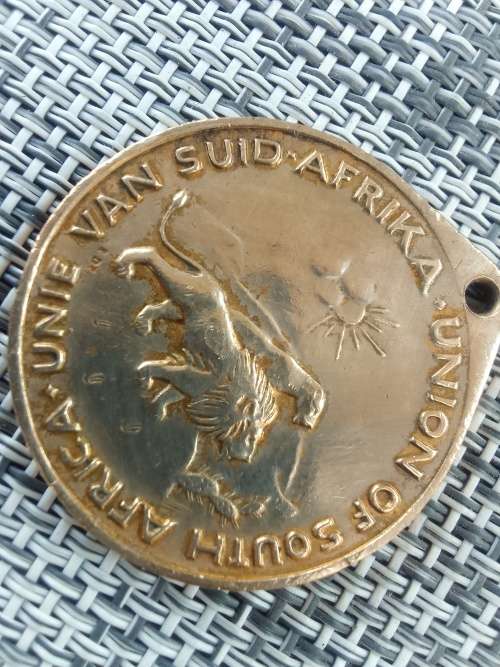 UNIE VAN SUID-AFRIKA · UNION OF SOUTH AFRICA ·